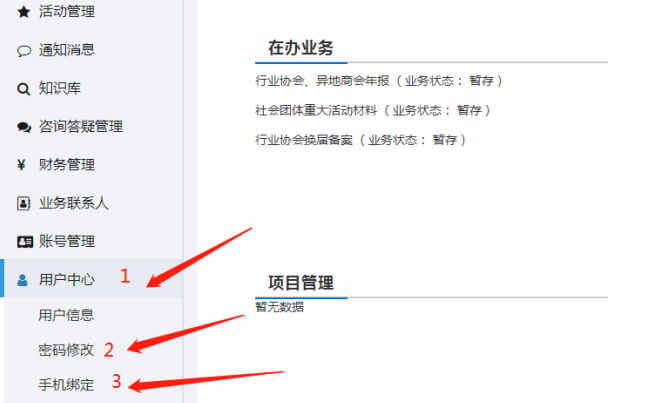 活动管理
通知消息
知识库
咨询答疑管理
¥ 财务管理
业务联系人
账号管理
用户中心 1
用户信息
密码修改 2
手机绑定 3
在办业务
行业协会、异地商会年报（业务状态：暂存）
社会团体重大活动材料（业务状态：暂存）
行业协会换届备案（业务状态：暂存）
项目管理
暂无数据